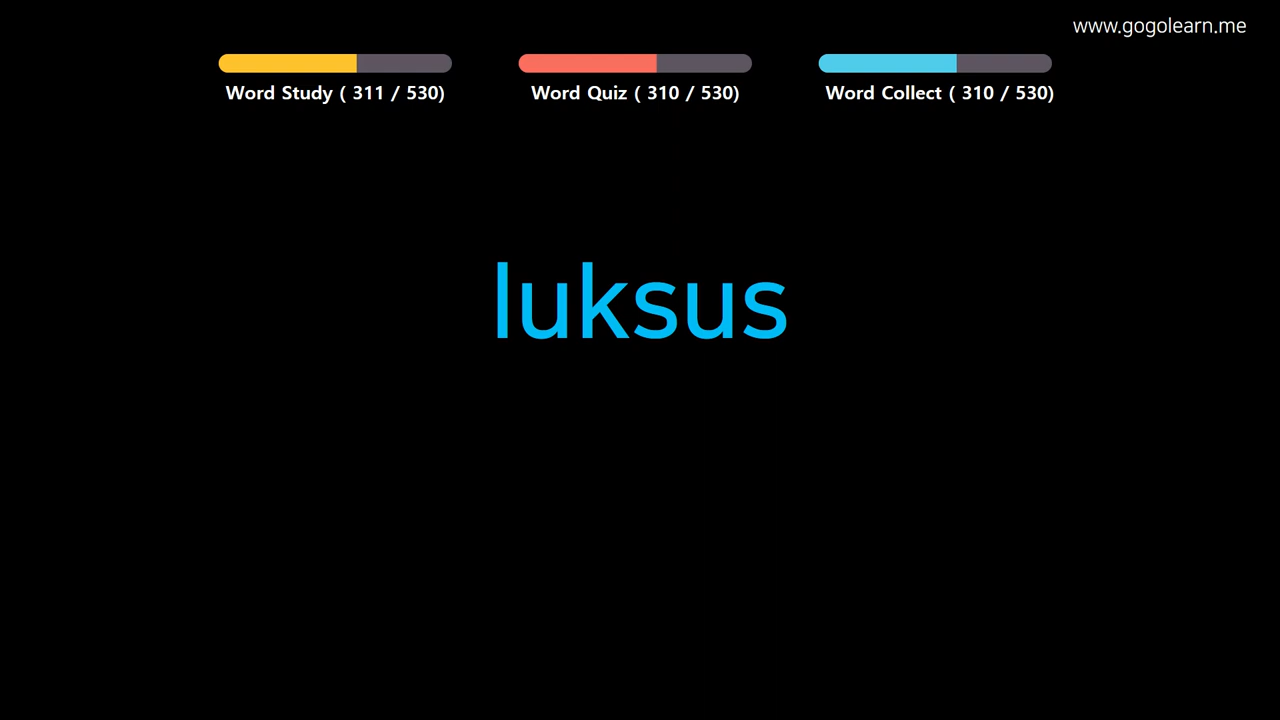 www.gogolearn.me
Word Study ( 311 / 530)
Word Quiz ( 310 / 530)
Word Collect ( 310 / 530)
luksus